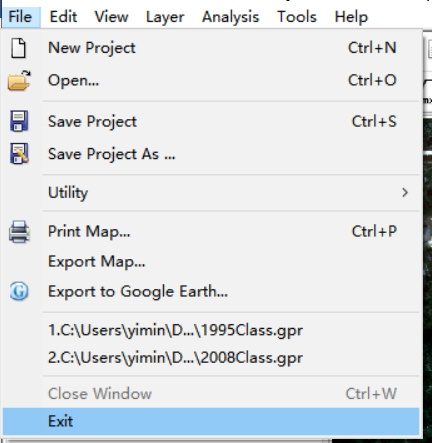 File Edit View Layer Analysis Tools Help
New Project Ctrl+N
Open... Ctrl+O
Save Project Ctrl+S
Save Project As ...
Utility
Print Map... Ctrl+P
Export Map...
Export to Google Earth...
1.C:\Users\yimin\D...\1995Class.gpr
2.C:\Users\yimin\D...\2008Class.gpr
Close Window Ctrl+W
Exit